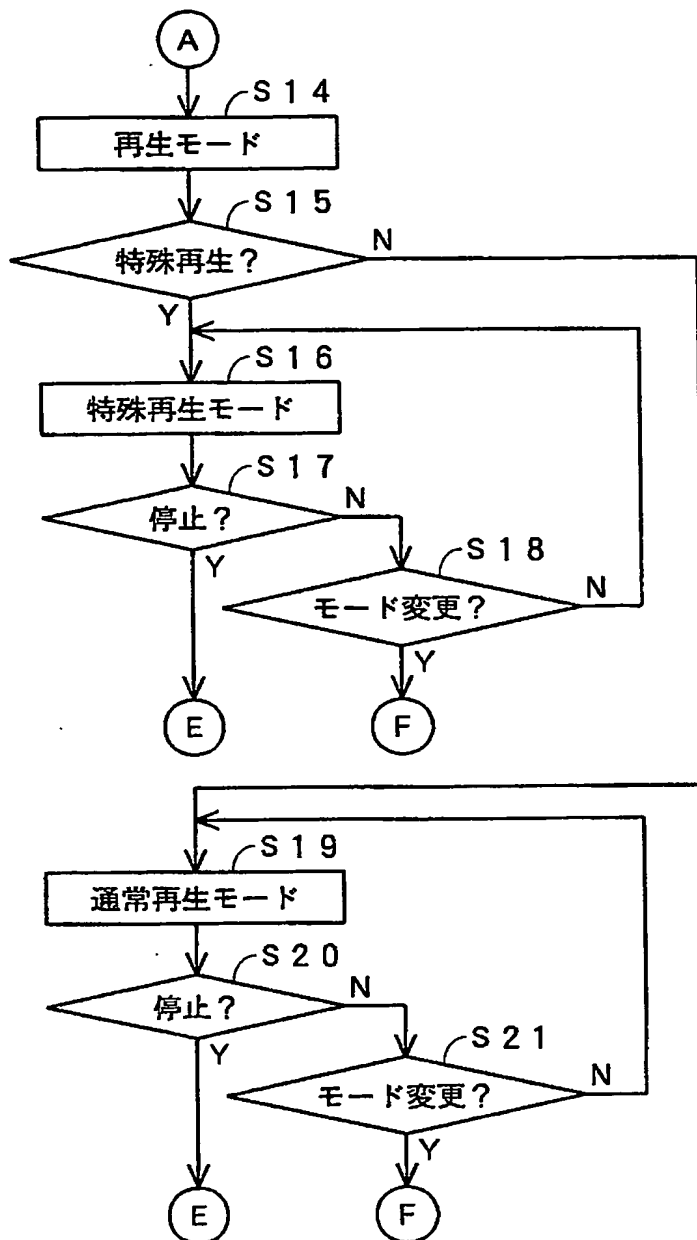 A
S14
再生モード
S15
特殊再生?
N
Y
S16
特殊再生モード
S17
停止?
N
Y
S18
モード変更?
N
Y
E
F
S19
通常再生モード
S20
停止?
N
Y
S21
モード変更?
N
Y
E
F